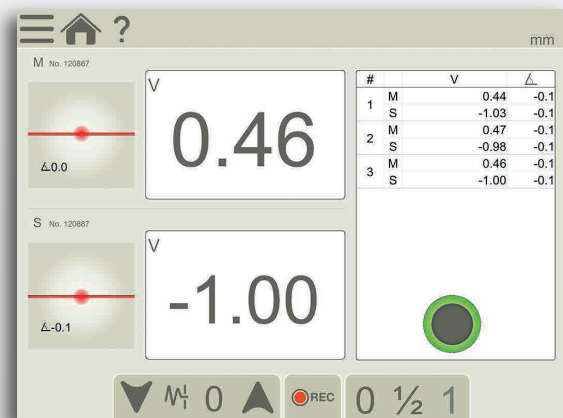 ?
mm
M No. 120867
V
0.46
∡0.0
S No. 120887
V
-1.00
∡-0.1
# V ∡
1 M 0.44 -0.1
S -1.03 -0.1
2 M 0.47 -0.1
S -0.98 -0.1
3 M 0.46 -0.1
S -1.00 -0.1
0 REC 0 ½ 1